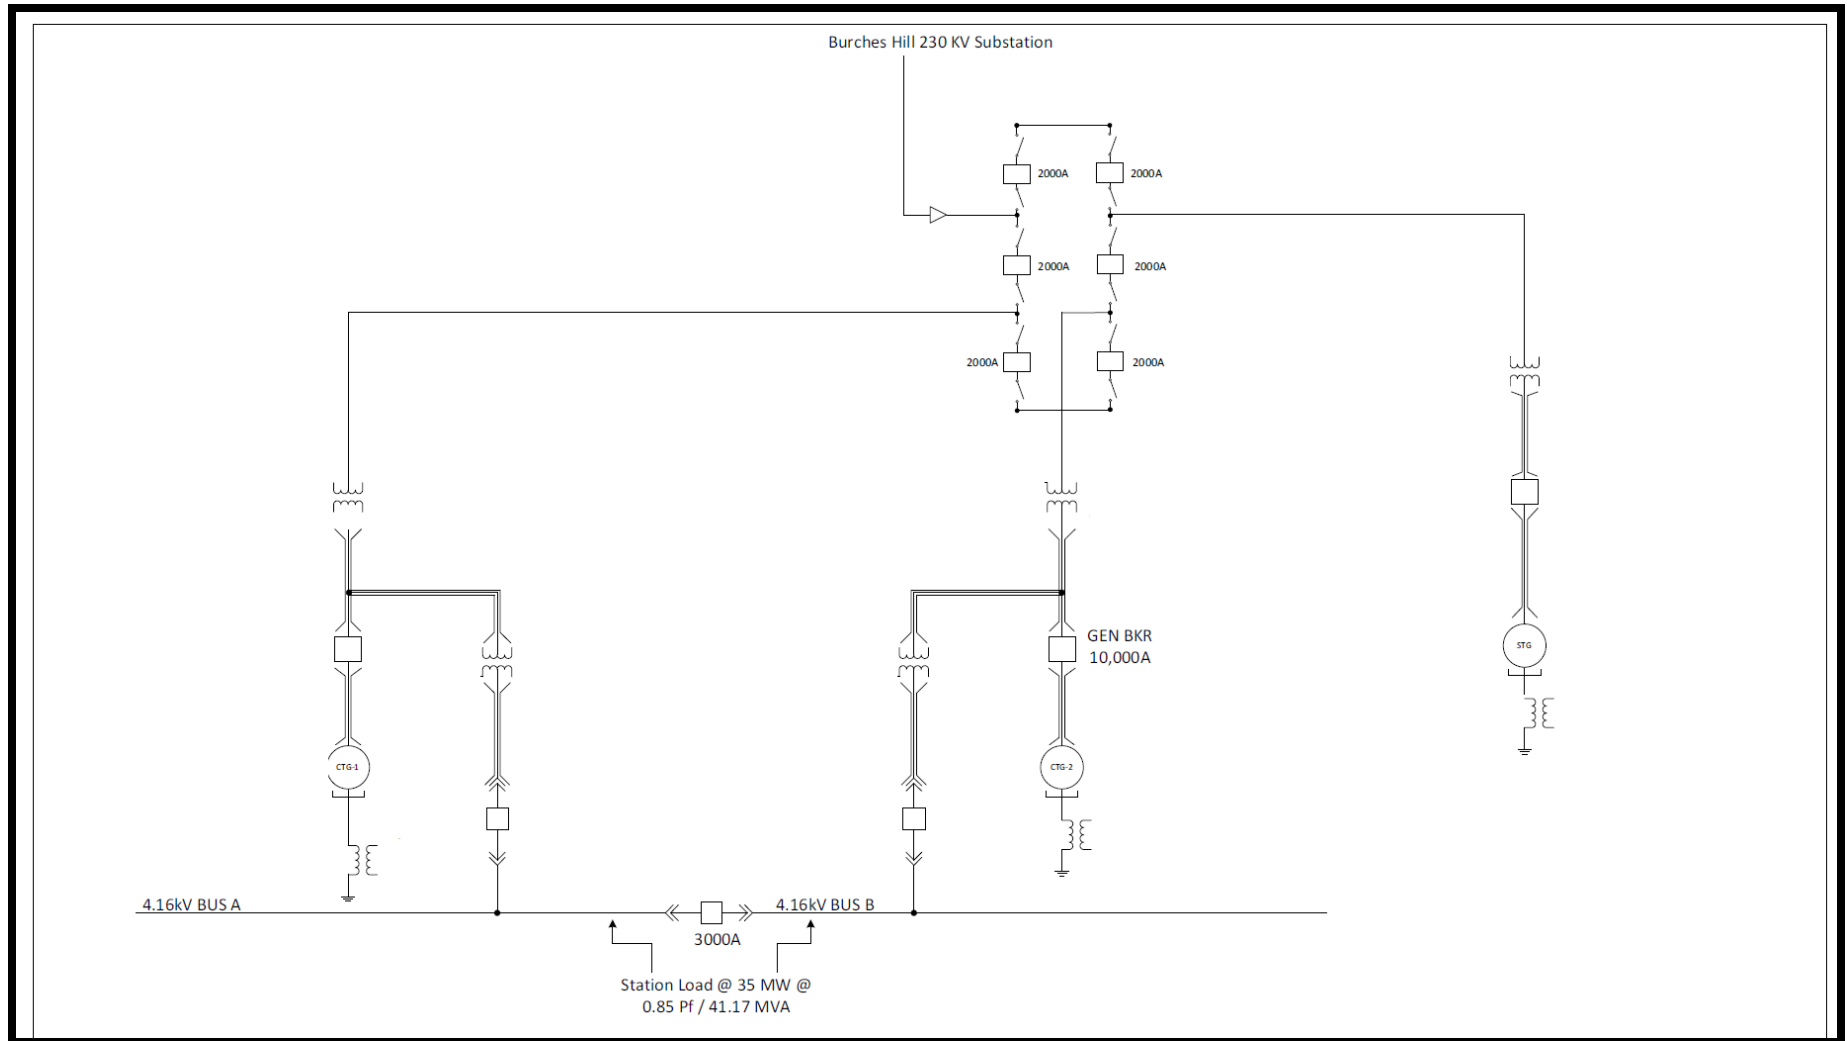 Burches Hill 230 KV Substation
2000A
2000A
2000A
2000A
2000A
2000A
GEN BKR
10,000A
STG
CTG-1
CTG-2
4.16kV BUS A
4.16kV BUS B
3000A
Station Load @ 35 MW @
0.85 Pf / 41.17 MVA